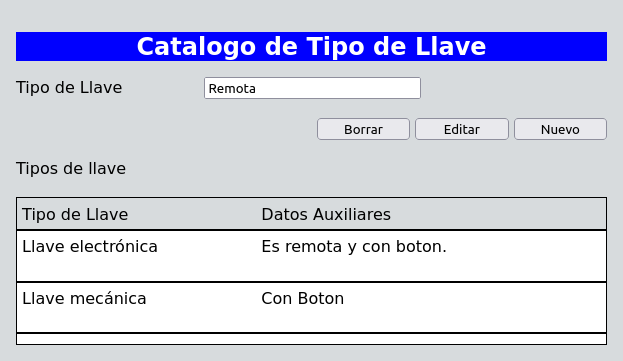 Catalogo de Tipo de Llave
Tipo de Llave Remota
Borrar Editar Nuevo
Tipos de llave
Tipo de Llave Datos Auxiliares
Llave electrónica Es remota y con boton.
Llave mecánica Con Boton